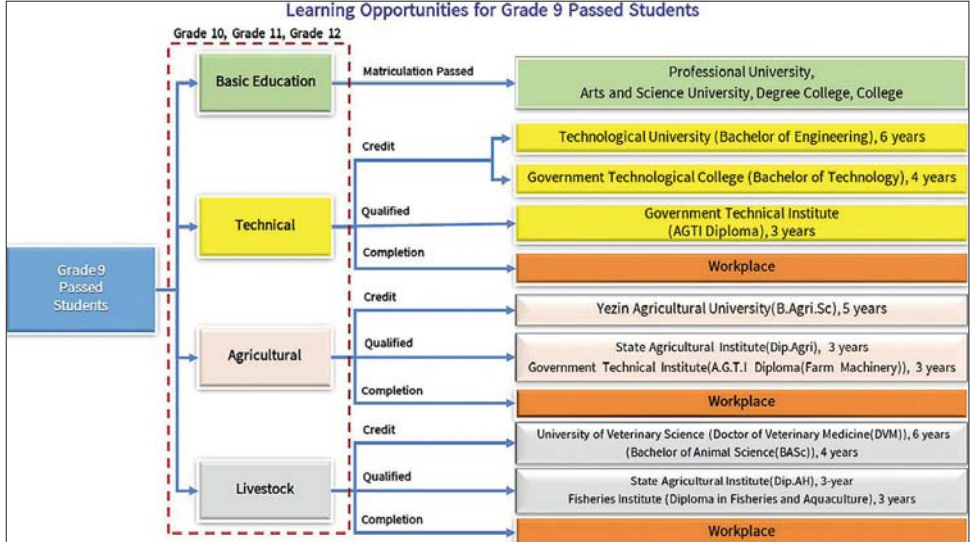 Learning Opportunities for Grade 9 Passed Students
Grade 10, Grade 11, Grade 12
Grade 9
Passed
Students
Basic Education
Matriculation Passed
Professional University,
Arts and Science University, Degree College, College
Technical
Credit
Technological University (Bachelor of Engineering), 6 years
Government Technological College (Bachelor of Technology), 4 years
Qualified
Government Technical Institute
(AGTI Diploma), 3 years
Completion
Workplace
Agricultural
Credit
Yezin Agricultural University(B.Agri.Sc), 5 years
Qualified
State Agricultural Institute(Dip.Agri), 3 years
Government Technical Institute(A.G.T.I Diploma(Farm Machinery)), 3 years
Completion
Workplace
Livestock
Credit
University of Veterinary Science (Doctor of Veterinary Medicine(DVM)), 6 years
(Bachelor of Animal Science(BASc)), 4 years
Qualified
State Agricultural Institute(Dip.AH), 3-year
Fisheries Institute (Diploma in Fisheries and Aquaculture), 3 years
Completion
Workplace